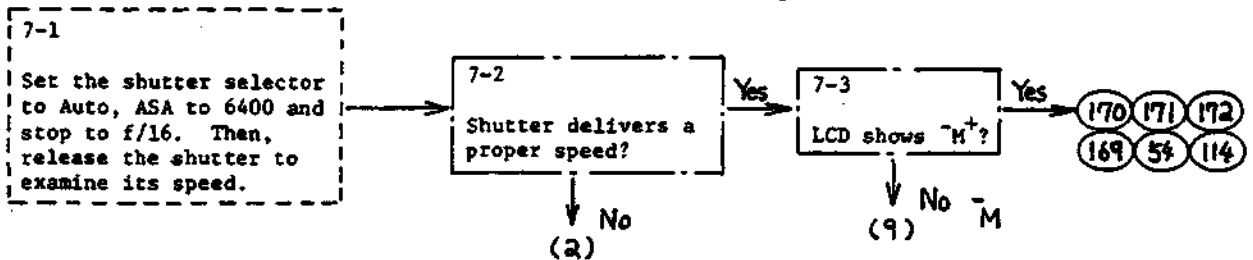 7-1
Set the shutter selector
to Auto, ASA to 6400 and
stop to f/16. Then,
release the shutter to
examine its speed.
7-2
Shutter delivers a
proper speed?
Yes
No
(2)
7-3
LCD shows ⁻M⁺?
Yes
No ⁻M
(9)
170 171 172
169 54 114